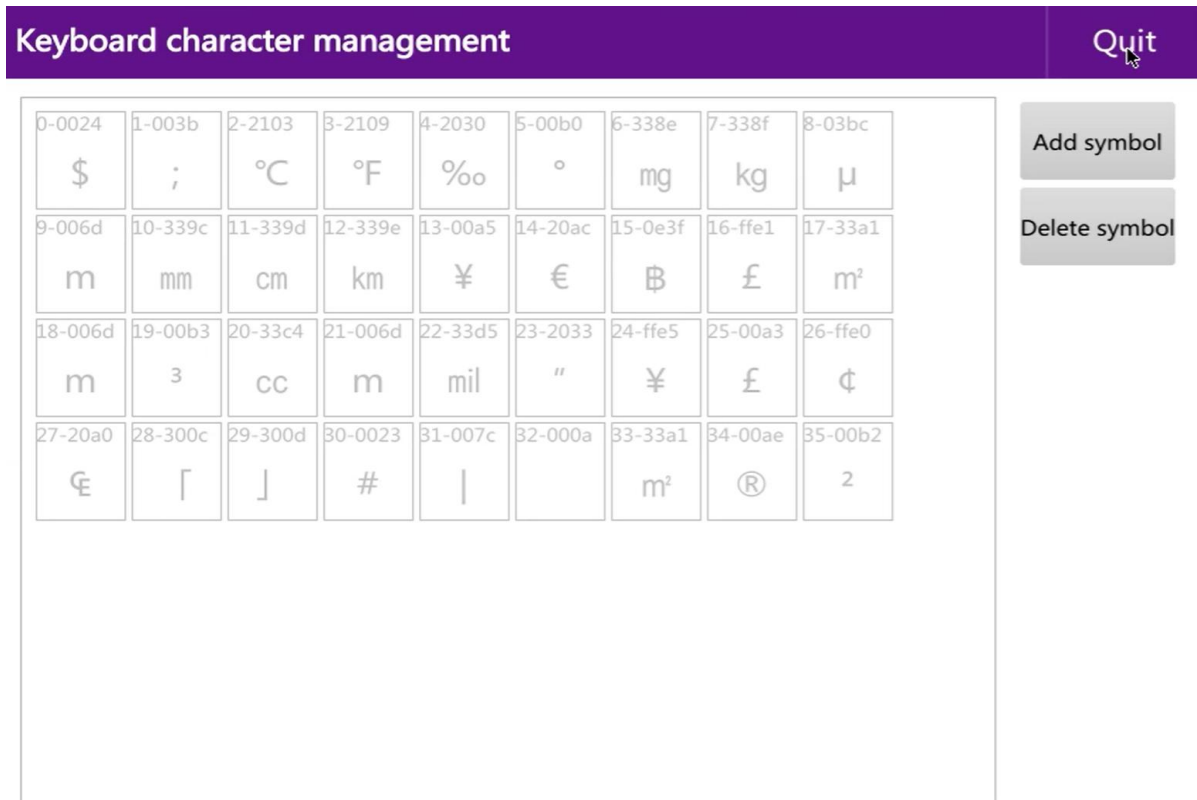 Keyboard character management Quit
0-0024 1-003b 2-2103 3-2109 4-2030 5-00b0 6-338e 7-338f 8-03bc
$ ; ℃ ℉ ‰ ° ㎎ ㎏ μ
Add symbol
9-006d 10-339c 11-339d 12-339e 13-00a5 14-20ac 15-0e3f 16-ffe1 17-33a1
Delete symbol
m ㎜ ㎝ ㎞ ¥ € ฿ £ ㎡
18-006d 19-00b3 20-33c4 21-006d 22-33d5 23-2033 24-ffe5 25-00a3 26-ffe0
m ³ ㏄ m ㏕ ″ ¥ £ ¢
27-20a0 28-300c 29-300d 30-0023 31-007c 32-000a 33-33a1 34-00ae 35-00b2
₠ 「 」 # | ㎡ ® ²